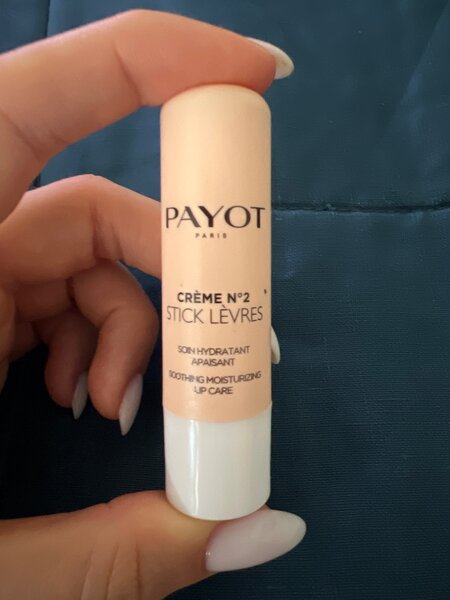 PAYOT
PARIS
CRÈME N°2
STICK LÈVRES
SOIN HYDRATANT
APAISANT
SOOTHING MOISTURIZING
LIP CARE